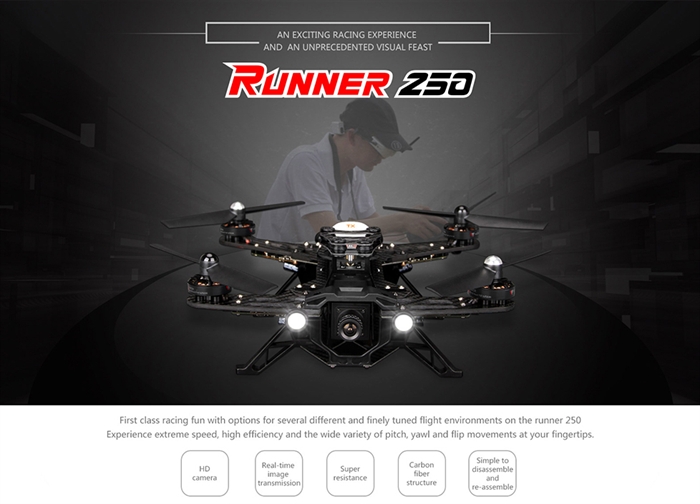 AN EXCITING RACING EXPERIENCE
AND AN UNPRECEDENTED VISUAL FEAST
RUNNER 250
TX
First class racing fun with options for several different and finely tuned flight environments on the runner 250
Experience extreme speed, high efficiency and the wide variety of pitch, yawl and flip movements at your fingertips.
HD
camera
Real-time
image
transmission
Super
resistance
Carbon
fiber
structure
Simple to
disassemble
and
re-assemble